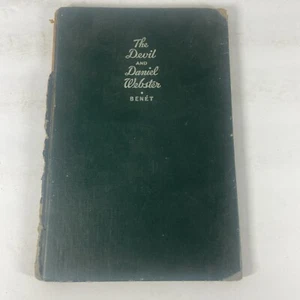 The
Devil
AND
Daniel
Webster
•
BENÉT